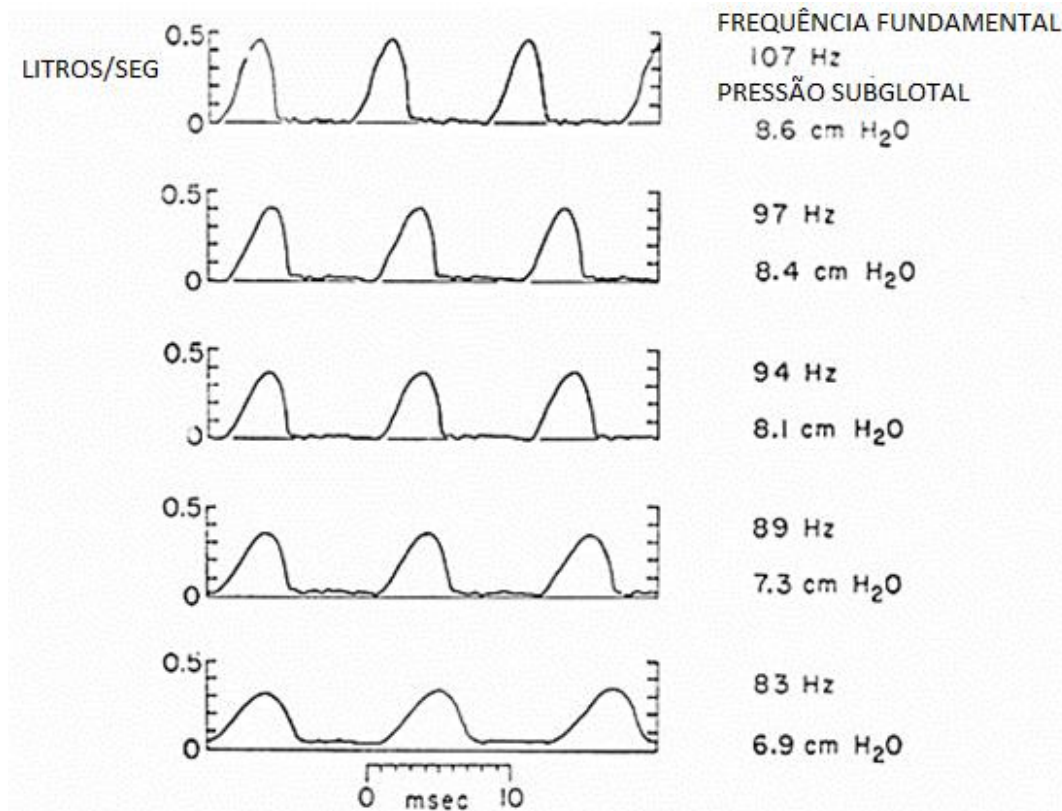 FREQUÊNCIA FUNDAMENTAL
0.5
LITROS/SEG
107 Hz
PRESSÃO SUBGLOTAL
0
8.6 cm H₂O
0.5
97 Hz
0
8.4 cm H₂O
0.5
94 Hz
0
8.1 cm H₂O
0.5
89 Hz
0
7.3 cm H₂O
0.5
83 Hz
0
6.9 cm H₂O
0 msec 10